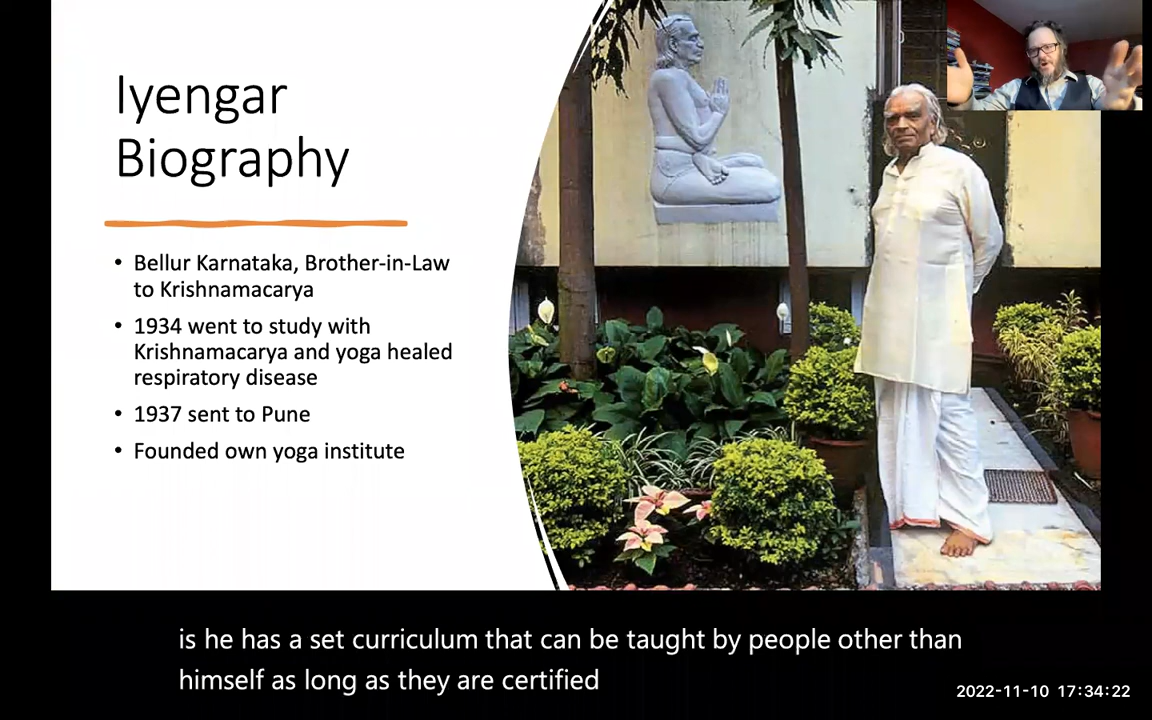 Iyengar
Biography
• Bellur Karnataka, Brother-in-Law
to Krishnamacarya
• 1934 went to study with
Krishnamacarya and yoga healed
respiratory disease
• 1937 sent to Pune
• Founded own yoga institute
is he has a set curriculum that can be taught by people other than
himself as long as they are certified
2022-11-10 17:34:22